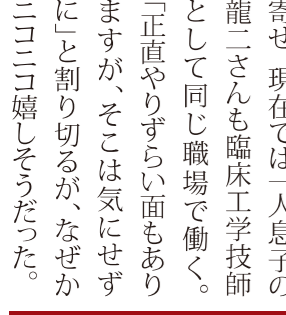 寄せ、現在では一人息子の
龍二さんも臨床工学技師
として同じ職場で働く。
「正直やりずらい面もあり
ますが、そこは気にせず
に」と割り切るが、なぜか
ニコニコ嬉しそうだった。